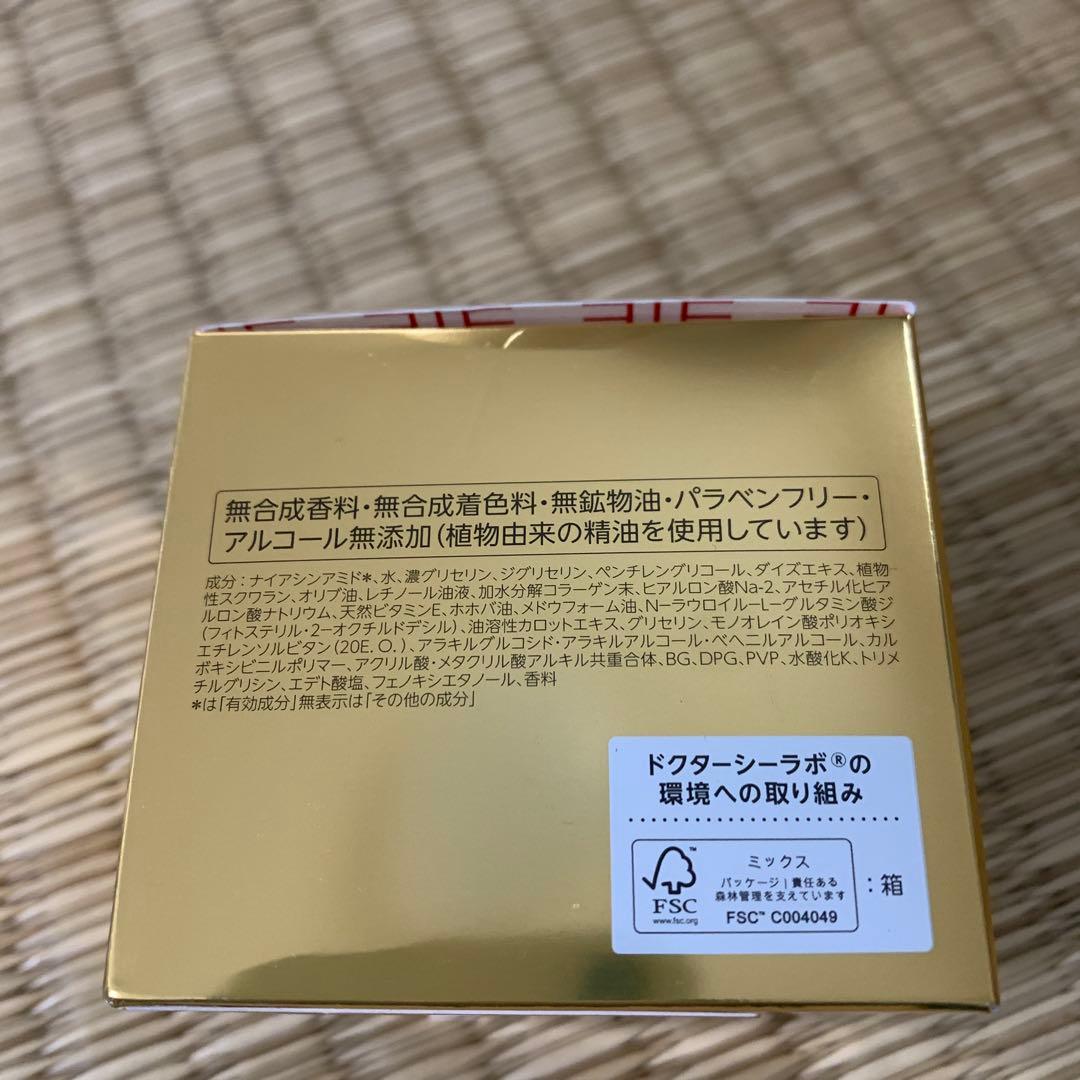 無合成香料・無合成着色料・無鉱物油・パラベンフリー・
アルコール無添加(植物由来の精油を使用しています)
成分：ナイアシンアミド*、水、濃グリセリン、ジグリセリン、ペンチレングリコール、ダイズエキス、植物
性スクワラン、オリブ油、レチノール油液、加水分解コラーゲン末、ヒアルロン酸Na-2、アセチル化ヒア
ルロン酸ナトリウム、天然ビタミンE、ホホバ油、メドウフォーム油、N-ラウロイル-L-グルタミン酸ジ
(フィトステリル・2-オクチルドデシル)、油溶性カロットエキス、グリセリン、モノオレイン酸ポリオキシ
エチレンソルビタン(20E.O.)、アラキルグルコシド・アラキルアルコール・ベヘニルアルコール、カル
ボキシビニルポリマー、アクリル酸・メタクリル酸アルキル共重合体、BG、DPG、PVP、水酸化K、トリメ
チルグリシン、エデト酸塩、フェノキシエタノール、香料
*は「有効成分」無表示は「その他の成分」
ドクターシーラボ®の
環境への取り組み
ミックス
パッケージ|責任ある
森林管理を支えています
FSC™ C004049
FSC
www.fsc.org
：箱